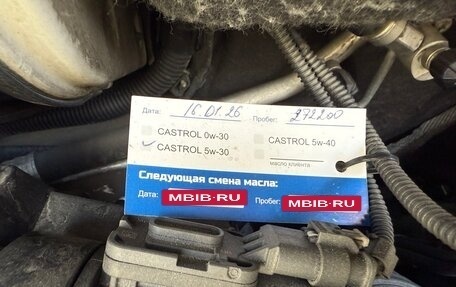 Дата: 16.01.26 Пробег: 272200
CASTROL 0w-30
CASTROL 5w-40
CASTROL 5w-30
масло клиента
Следующая смена масла:
Дата: MBIB.RU Пробег: MBIB.RU